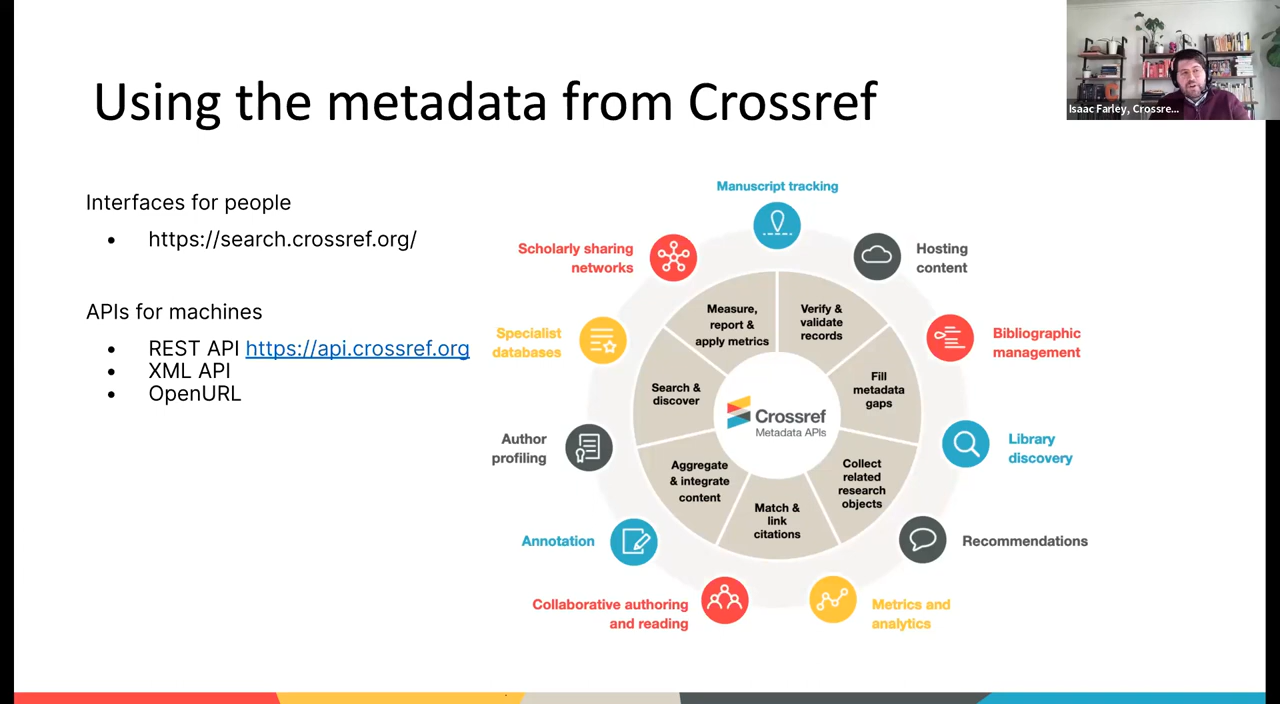 Using the metadata from Crossref
Isaac Farley, Crossre...
Interfaces for people
• https://search.crossref.org/
APIs for machines
• REST API https://api.crossref.org
• XML API
• OpenURL
Manuscript tracking
Hosting
content
Bibliographic
management
Library
discovery
Recommendations
Metrics and
analytics
Collaborative authoring
and reading
Annotation
Author
profiling
Specialist
databases
Scholarly sharing
networks
Measure,
report &
apply metrics
Verify &
validate
records
Fill
metadata
gaps
Collect
related
research
objects
Match &
link
citations
Aggregate
& integrate
content
Search &
discover
Crossref
Metadata APIs